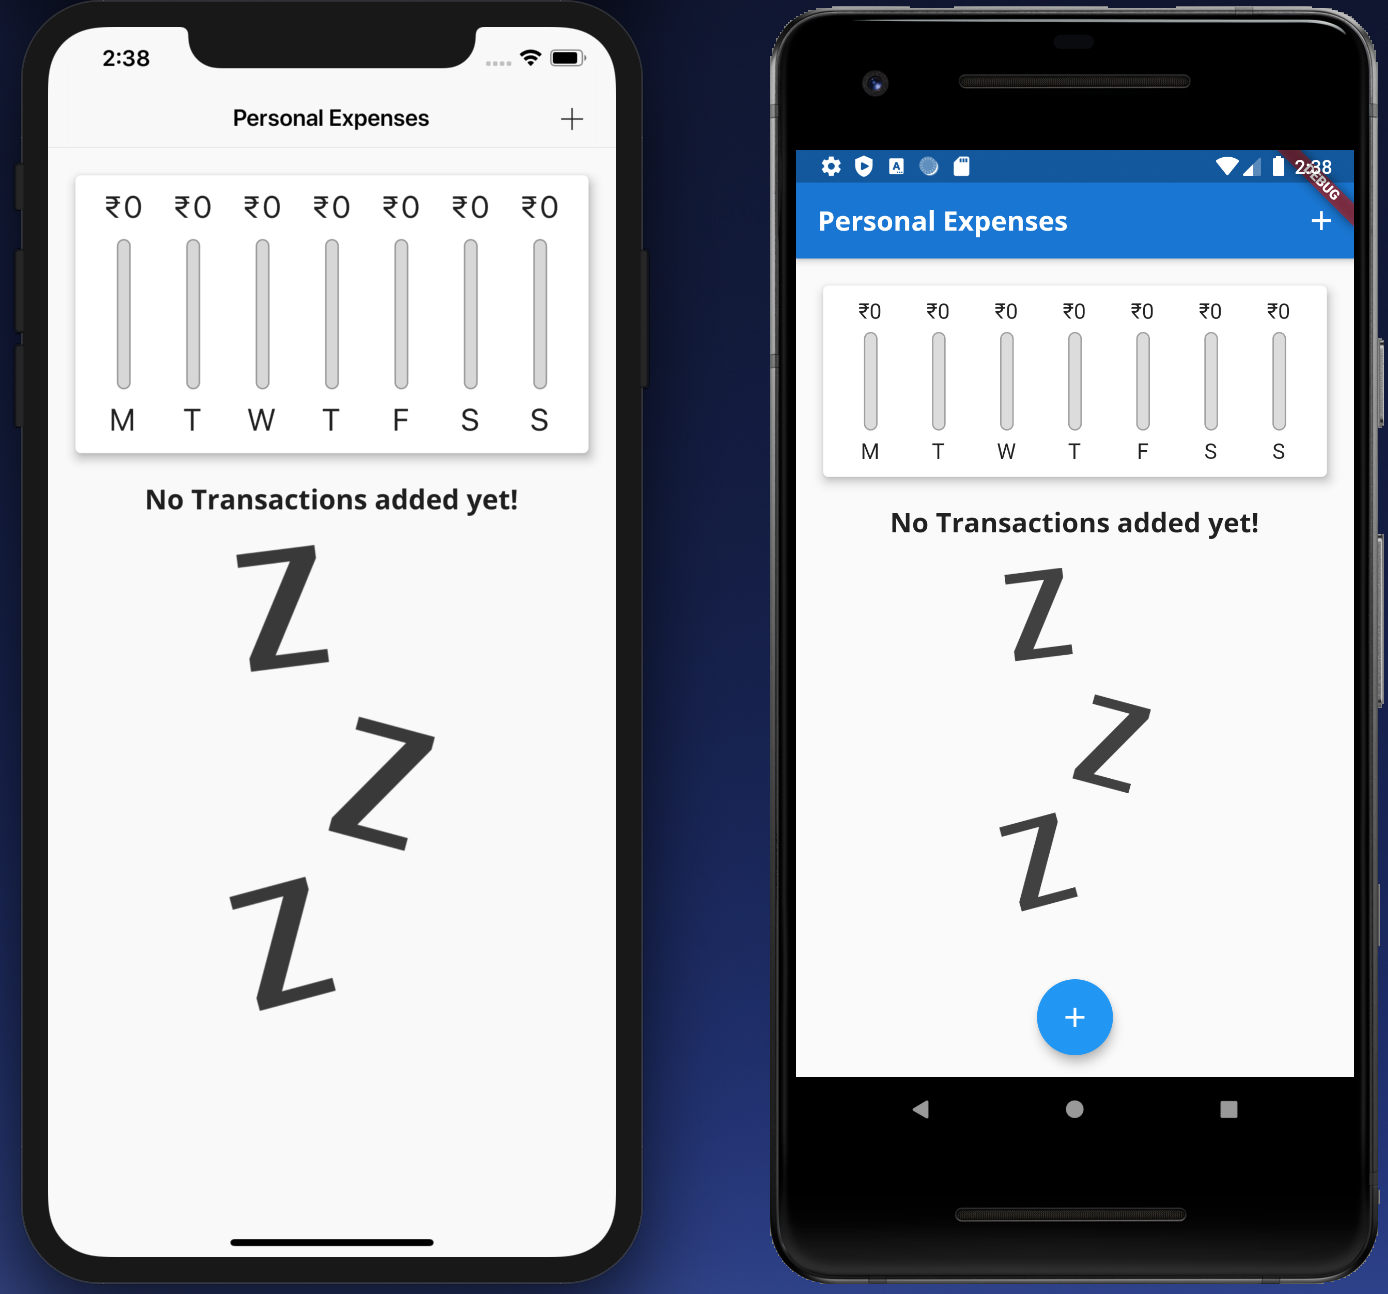 2:38
Personal Expenses
₹0 ₹0 ₹0 ₹0 ₹0 ₹0 ₹0
M T W T F S S
No Transactions added yet!
Z
Z
Z
A
2:38
DEBUG
Personal Expenses
₹0 ₹0 ₹0 ₹0 ₹0 ₹0 ₹0
M T W T F S S
No Transactions added yet!
Z
Z
Z